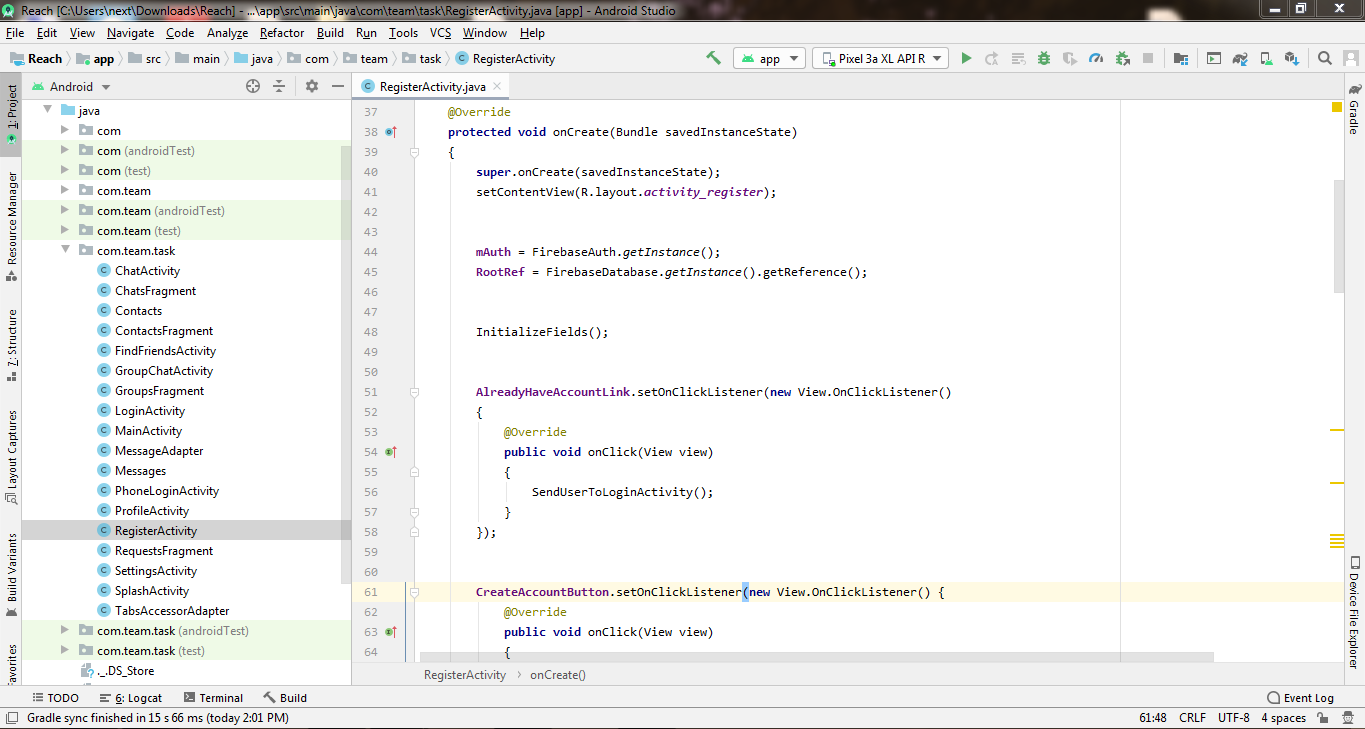 Reach [C:\Users\next\Downloads\Reach] - ...\app\src\main\java\com\team\task\RegisterActivity.java [app] - Android Studio
File Edit View Navigate Code Analyze Refactor Build Run Tools VCS Window Help
Reach app src main java com team task RegisterActivity app Pixel 3a XL API R
1: Project
Resource Manager
7: Structure
Layout Captures
Build Variants
Favorites
Android
java
com
com (androidTest)
com (test)
com.team
com.team (androidTest)
com.team (test)
com.team.task
ChatActivity
ChatsFragment
Contacts
ContactsFragment
FindFriendsActivity
GroupChatActivity
GroupsFragment
LoginActivity
MainActivity
MessageAdapter
Messages
PhoneLoginActivity
ProfileActivity
RegisterActivity
RequestsFragment
SettingsActivity
SplashActivity
TabsAccessorAdapter
com.team.task (androidTest)
com.team.task (test)
._.DS_Store
RegisterActivity.java
37 @Override
38 protected void onCreate(Bundle savedInstanceState)
39 {
40 super.onCreate(savedInstanceState);
41 setContentView(R.layout.activity_register);
42
43
44 mAuth = FirebaseAuth.getInstance();
45 RootRef = FirebaseDatabase.getInstance().getReference();
46
47
48 InitializeFields();
49
50
51 AlreadyHaveAccountLink.setOnClickListener(new View.OnClickListener()
52 {
53 @Override
54 public void onClick(View view)
55 {
56 SendUserToLoginActivity();
57 }
58 });
59
60
61 CreateAccountButton.setOnClickListener(new View.OnClickListener() {
62 @Override
63 public void onClick(View view)
64 {
RegisterActivity › onCreate()
Gradle
Device File Explorer
TODO 6: Logcat Terminal Build Event Log
Gradle sync finished in 15 s 66 ms (today 2:01 PM) 61:48 CRLF UTF-8 4 spaces